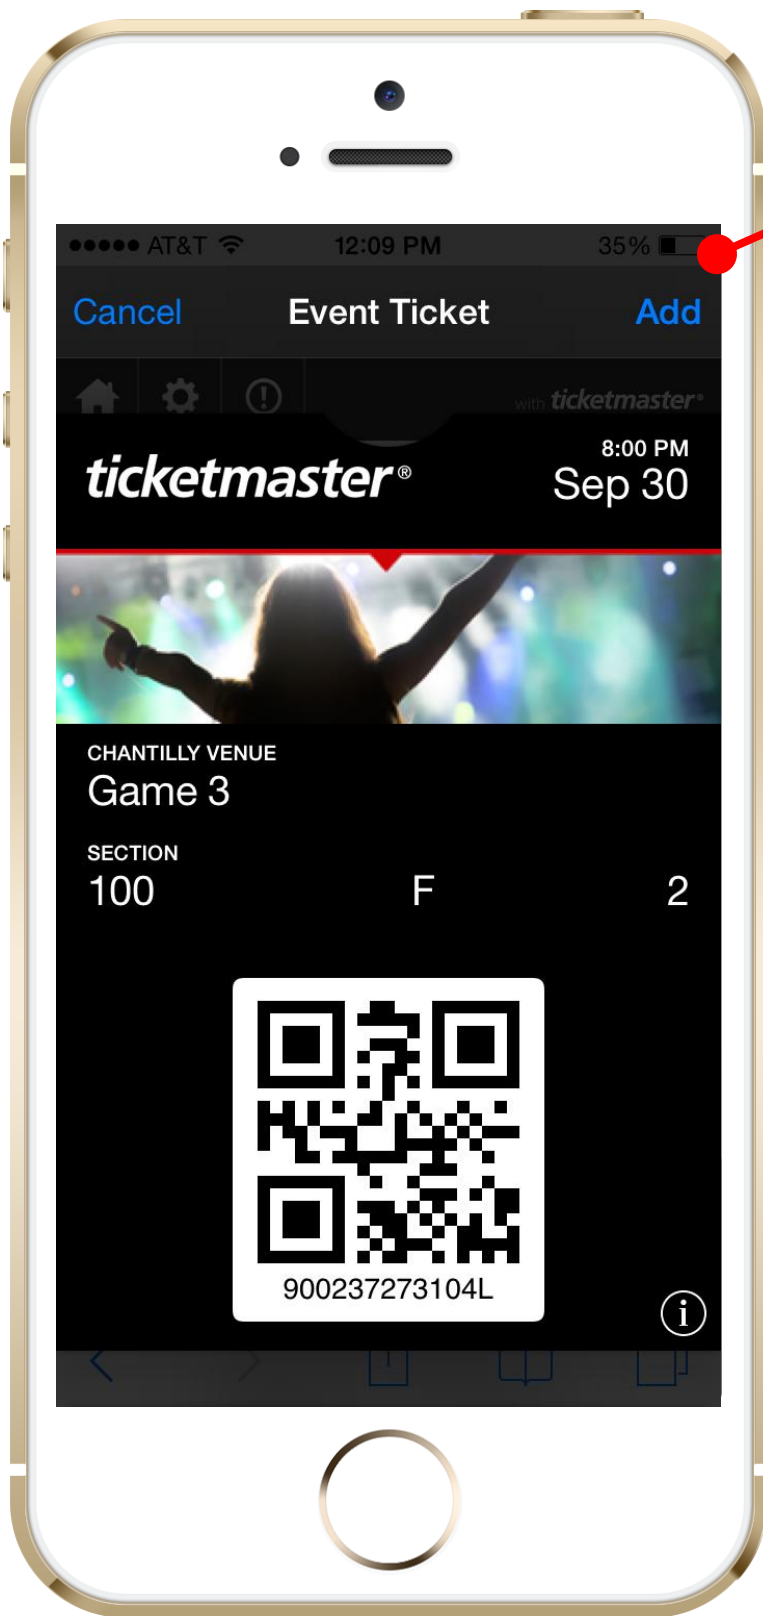 AT&T 12:09 PM 35%
Cancel Event Ticket Add
with ticketmaster®
8:00 PM
ticketmaster® Sep 30
CHANTILLY VENUE
Game 3
SECTION
100 F 2
900237273104L
i